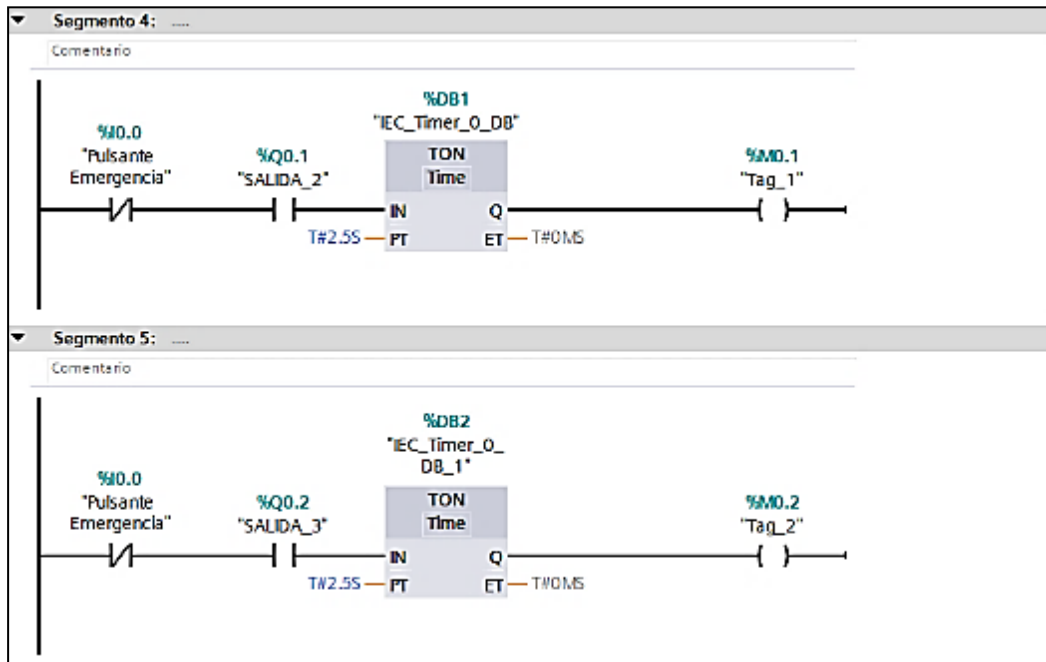 Segmento 4: ....
Comentario
%DB1
"IEC_Timer_0_DB"
%I0.0
"Pulsante
Emergencia"
%Q0.1
"SALIDA_2"
TON
Time
%M0.1
"Tag_1"
IN
Q
T#2.5S
PT
ET
T#0MS
Segmento 5: ....
Comentario
%DB2
"IEC_Timer_0_
DB_1"
%I0.0
"Pulsante
Emergencia"
%Q0.2
"SALIDA_3"
TON
Time
%M0.2
"Tag_2"
IN
Q
T#2.5S
PT
ET
T#0MS